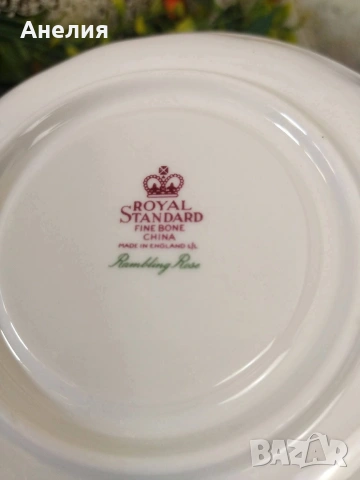 Анелия
ROYAL
STANDARD
FINE BONE
CHINA
MADE IN ENGLAND
Rambling Rose
BAZAR